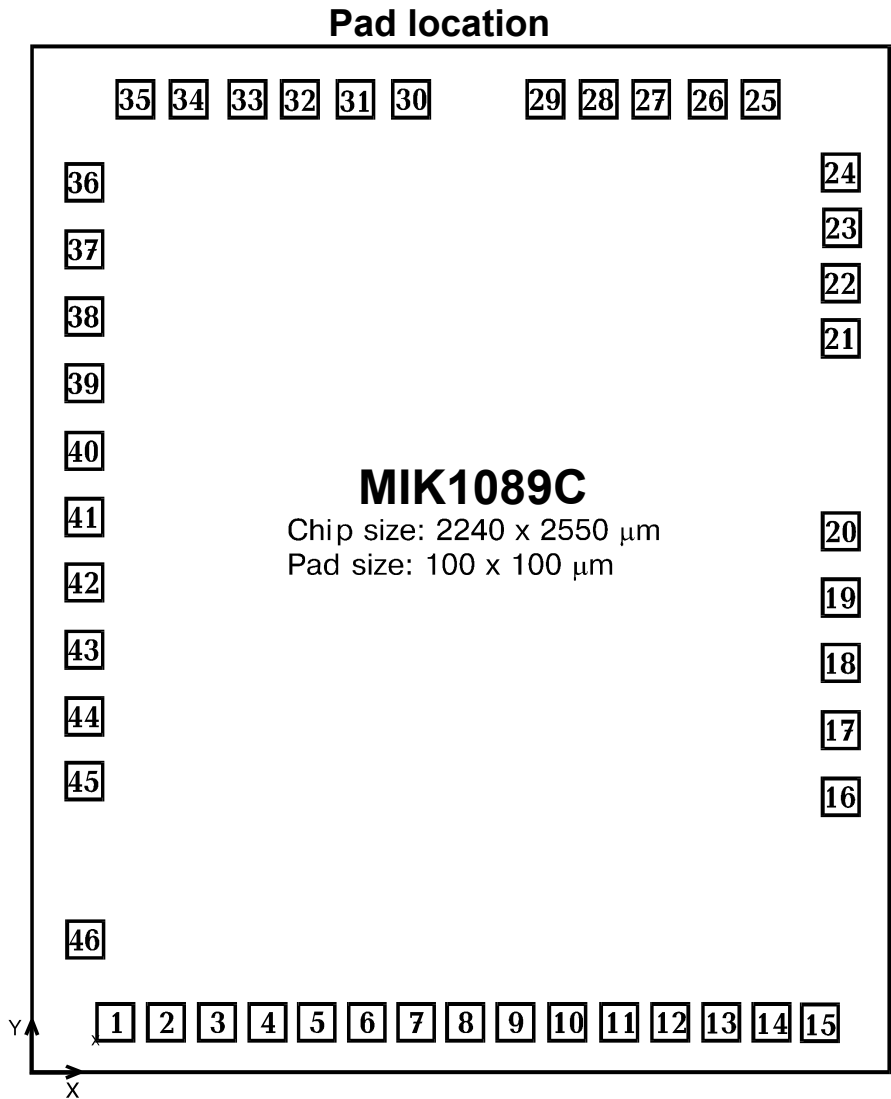 Pad location
35 34 33 32 31 30 29 28 27 26 25
36
24
37
23
38
22
21
39
40
MIK1089C
41
Chip size: 2240 x 2550 μm
20
Pad size: 100 x 100 μm
42
19
43
18
44
17
45
16
46
Y
x
1 2 3 4 5 6 7 8 9 10 11 12 13 14 15
X